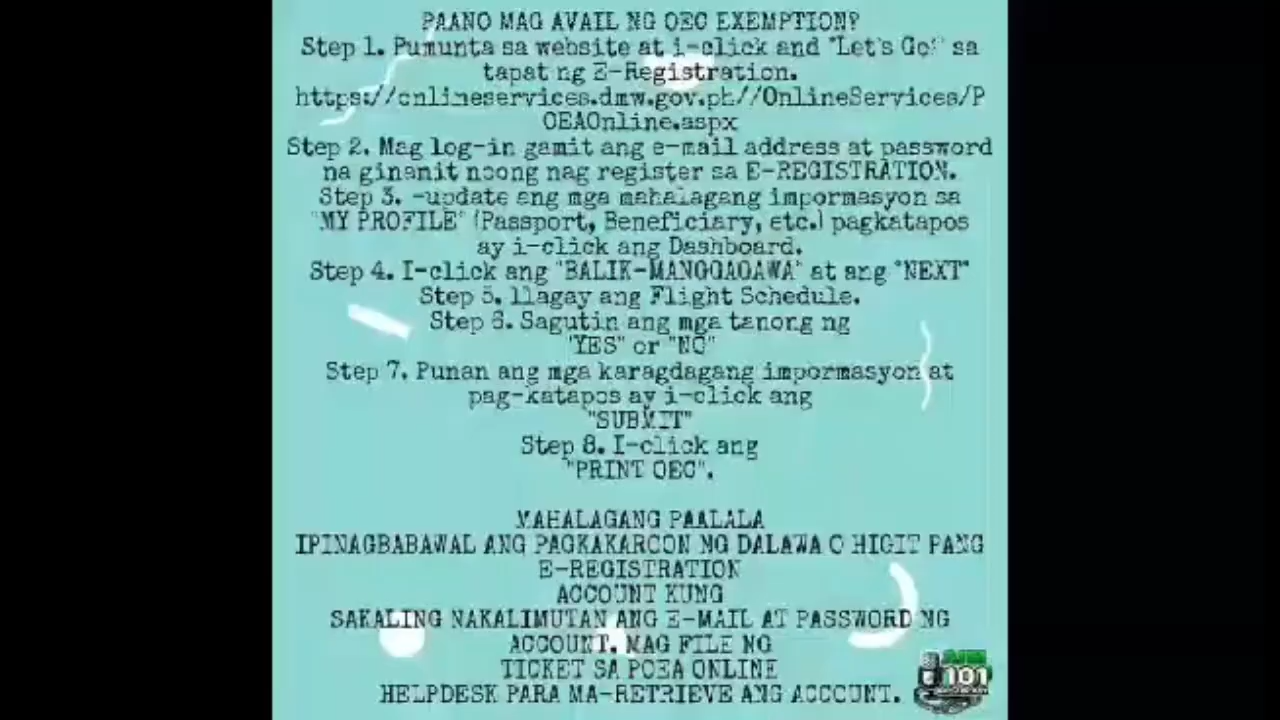 PAANO MAG AVAIL NG OEC EXEMPTION?
Step 1. Pumunta sa website at i-click and "Let's Go!" sa
tapat ng E-Registration.
https://onlineservices.dmw.gov.ph//OnlineServices/P
OEAOnline.aspx
Step 2. Mag log-in gamit ang e-mail address at password
na ginamit noong nag register sa E-REGISTRATION.
Step 3. -update ang mga mahalagang impormasyon sa
"MY PROFILE" (Passport, Beneficiary, etc.) pagkatapos
ay i-click ang Dashboard.
Step 4. I-click ang "BALIK-MANGGAGAWA" at ang "NEXT"
Step 5. Ilagay ang Flight Schedule.
Step 6. Sagutin ang mga tanong ng
"YES" or "NO"
Step 7. Punan ang mga karagdagang impormasyon at
pag-katapos ay i-click ang
"SUBMIT"
Step 8. I-click ang
"PRINT OEC".
MAHALAGANG PAALALA
IPINAGBABAWAL ANG PAGKAKAROON NG DALAWA O HIGIT PANG
E-REGISTRATION
ACCOUNT KUNG
SAKALING NAKALIMUTAN ANG E-MAIL AT PASSWORD NG
ACCOUNT. MAG FILE NG
TICKET SA POEA ONLINE
HELPDESK PARA MA-RETRIEVE ANG ACCOUNT.
101